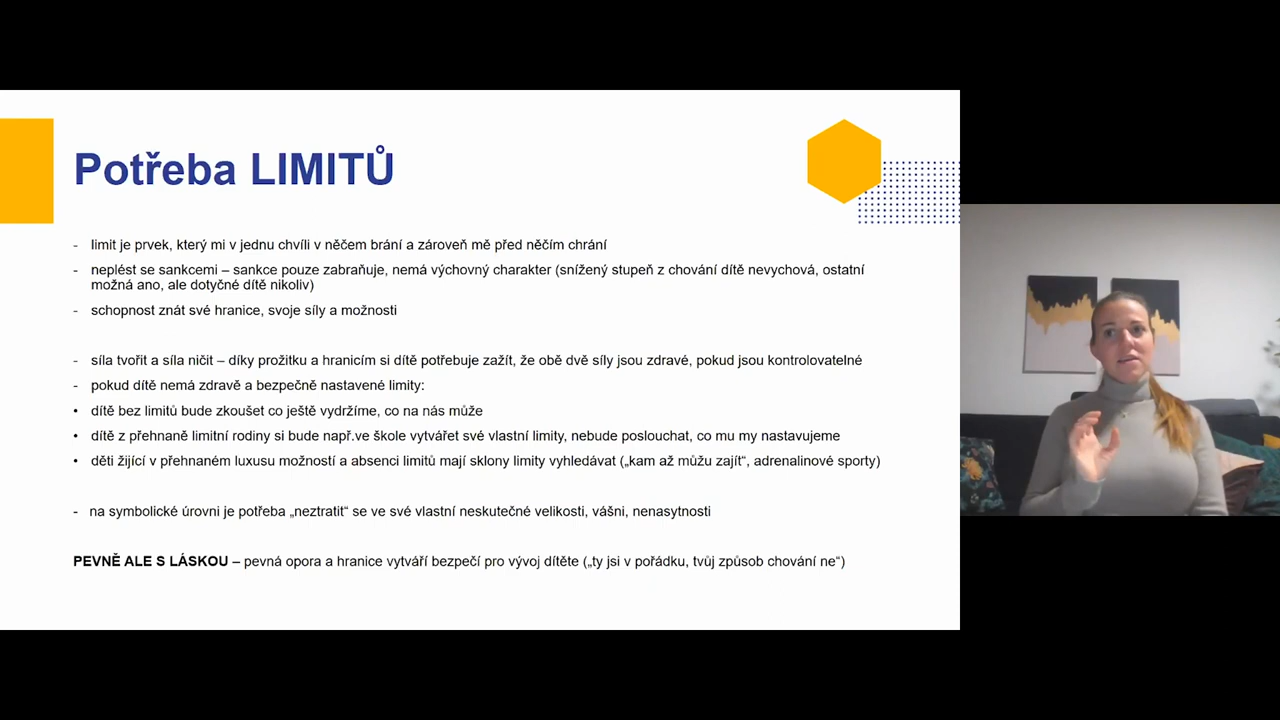 Potřeba LIMITŮ
- limit je prvek, který mi v jednu chvíli v něčem brání a zároveň mě před něčím chrání
- neplést se sankcemi – sankce pouze zabraňuje, nemá výchovný charakter (snížený stupeň z chování dítě nevychová, ostatní
možná ano, ale dotyčné dítě nikoliv)
- schopnost znát své hranice, svoje síly a možnosti
- síla tvořit a síla ničit – díky prožitku a hranicím si dítě potřebuje zažít, že obě dvě síly jsou zdravé, pokud jsou kontrolovatelné
- pokud dítě nemá zdravě a bezpečně nastavené limity:
• dítě bez limitů bude zkoušet co ještě vydržíme, co na nás může
• dítě z přehnaně limitní rodiny si bude např.ve škole vytvářet své vlastní limity, nebude poslouchat, co mu my nastavujeme
• děti žijící v přehnaném luxusu možností a absenci limitů mají sklony limity vyhledávat („kam až můžu zajít“, adrenalinové sporty)
- na symbolické úrovni je potřeba „neztratit“ se ve své vlastní neskutečné velikosti, vášni, nenasytnosti
PEVNĚ ALE S LÁSKOU – pevná opora a hranice vytváří bezpečí pro vývoj dítěte („ty jsi v pořádku, tvůj způsob chování ne“)